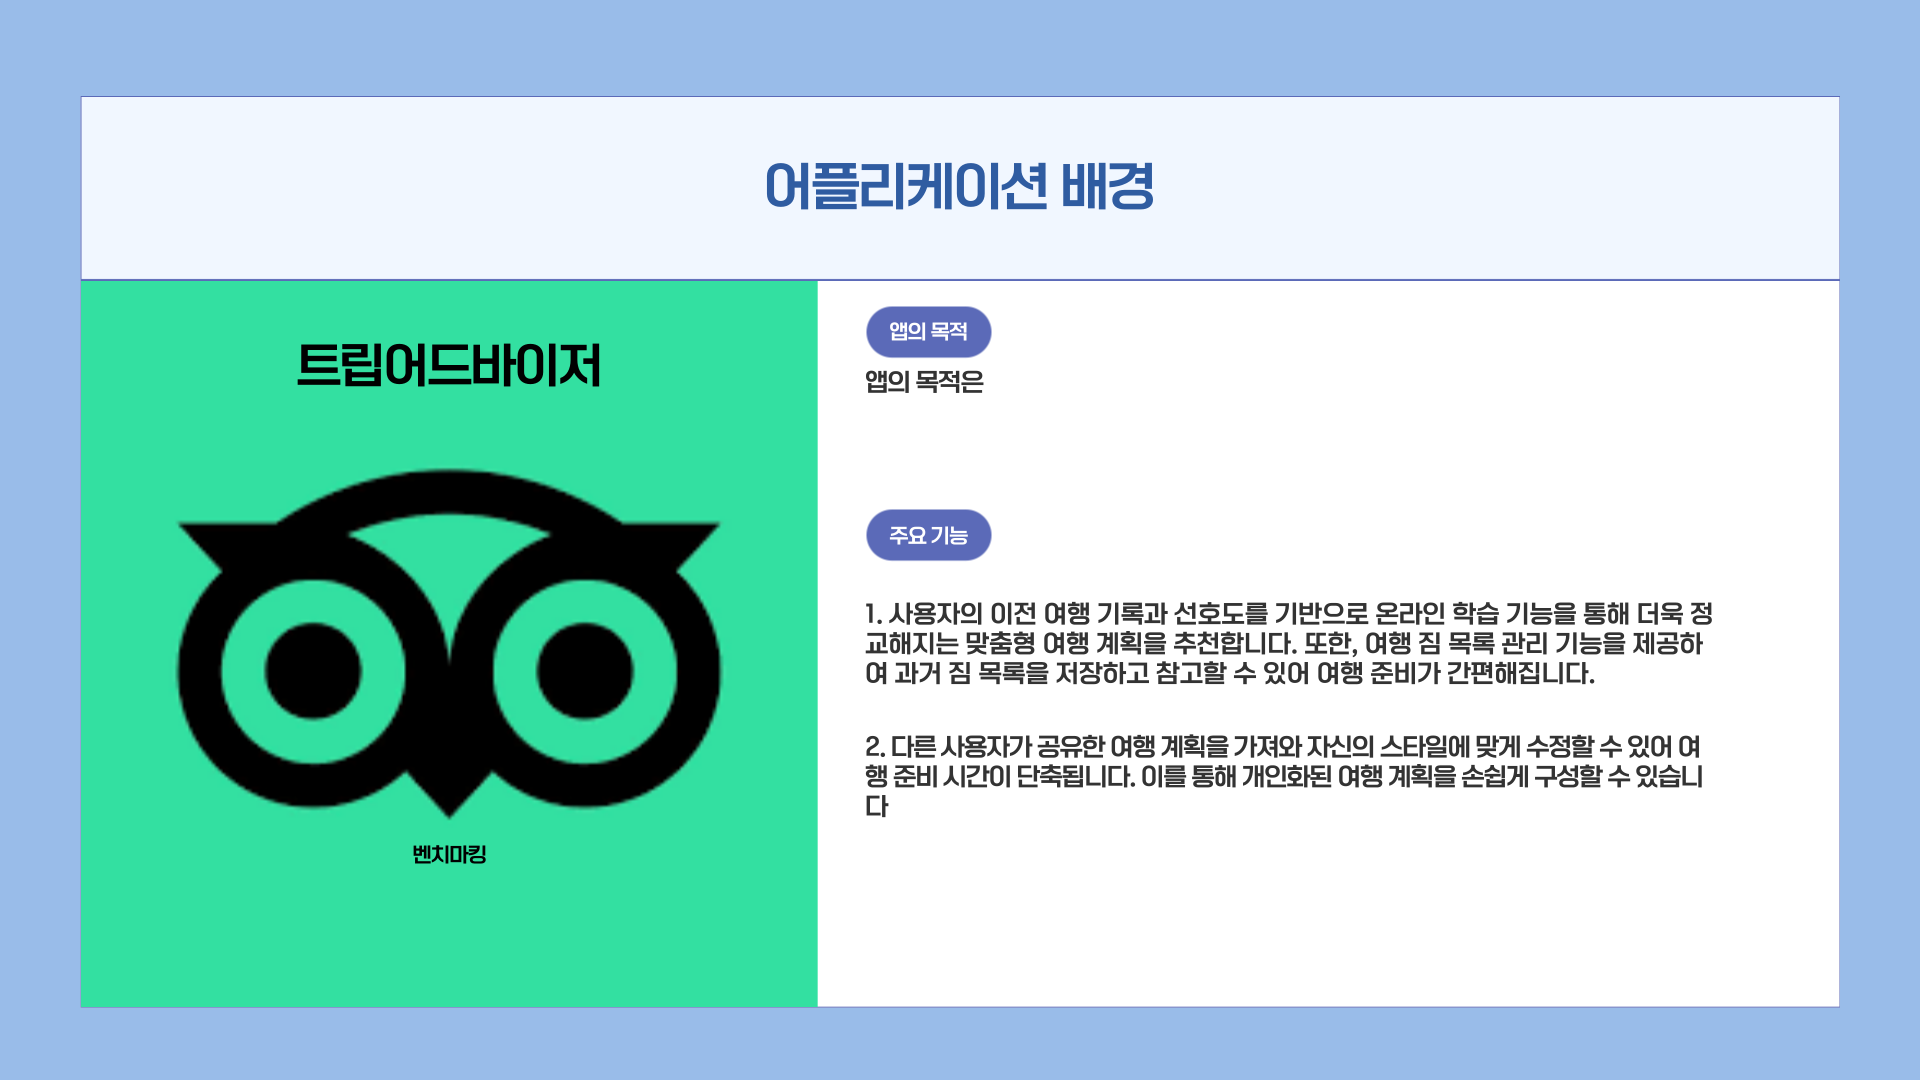 어플리케이션 배경
트립어드바이저
벤치마킹
앱의 목적
앱의 목적은
주요 기능
1. 사용자의 이전 여행 기록과 선호도를 기반으로 온라인 학습 기능을 통해 더욱 정
교해지는 맞춤형 여행 계획을 추천합니다. 또한, 여행 짐 목록 관리 기능을 제공하
여 과거 짐 목록을 저장하고 참고할 수 있어 여행 준비가 간편해집니다.
2. 다른 사용자가 공유한 여행 계획을 가져와 자신의 스타일에 맞게 수정할 수 있어 여
행 준비 시간이 단축됩니다. 이를 통해 개인화된 여행 계획을 손쉽게 구성할 수 있습니
다